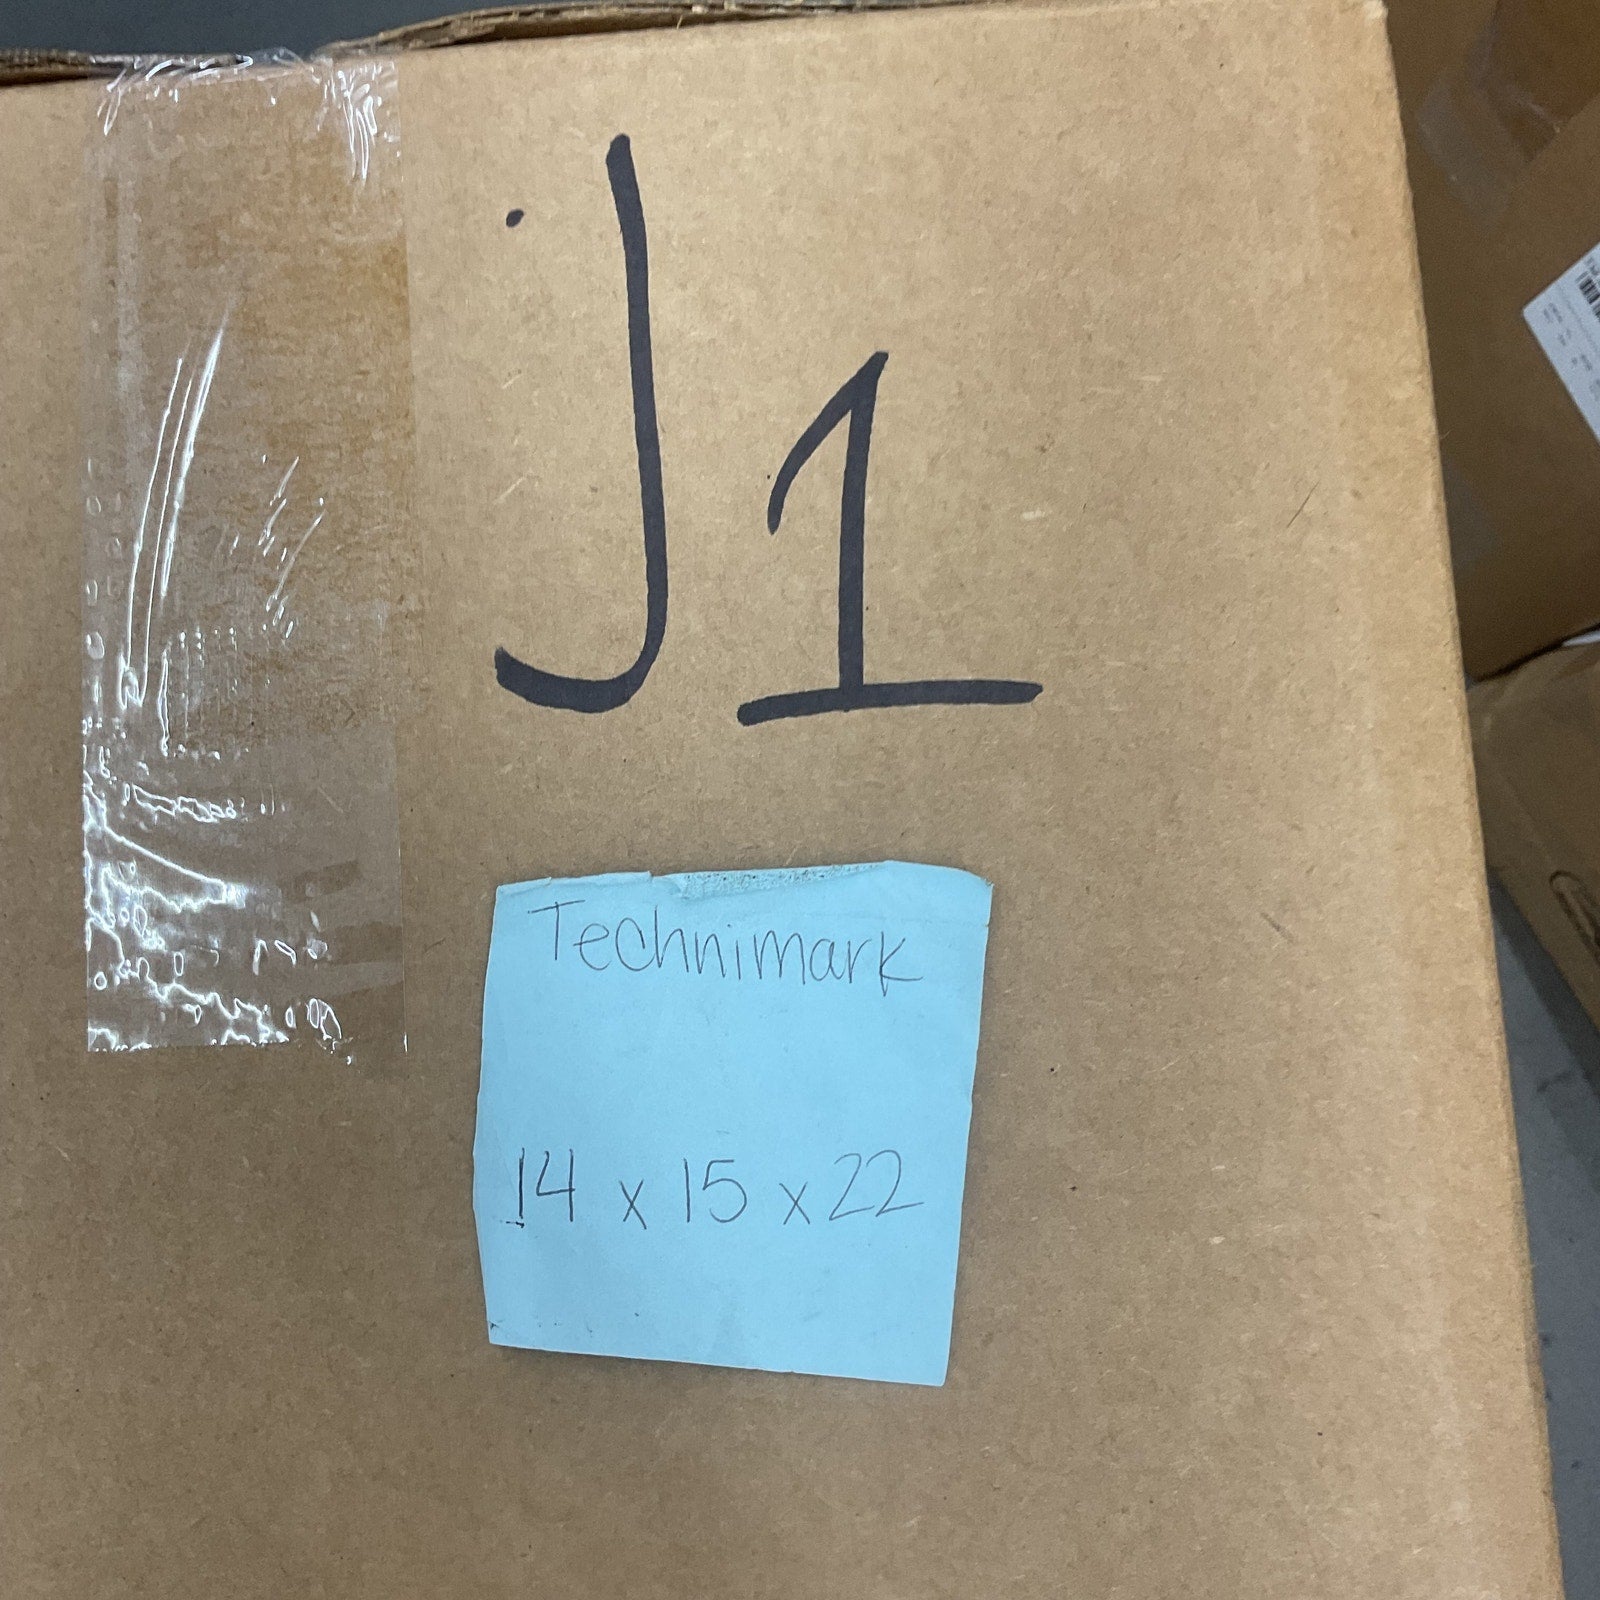 J1
Technimark
14 x 15 x 22